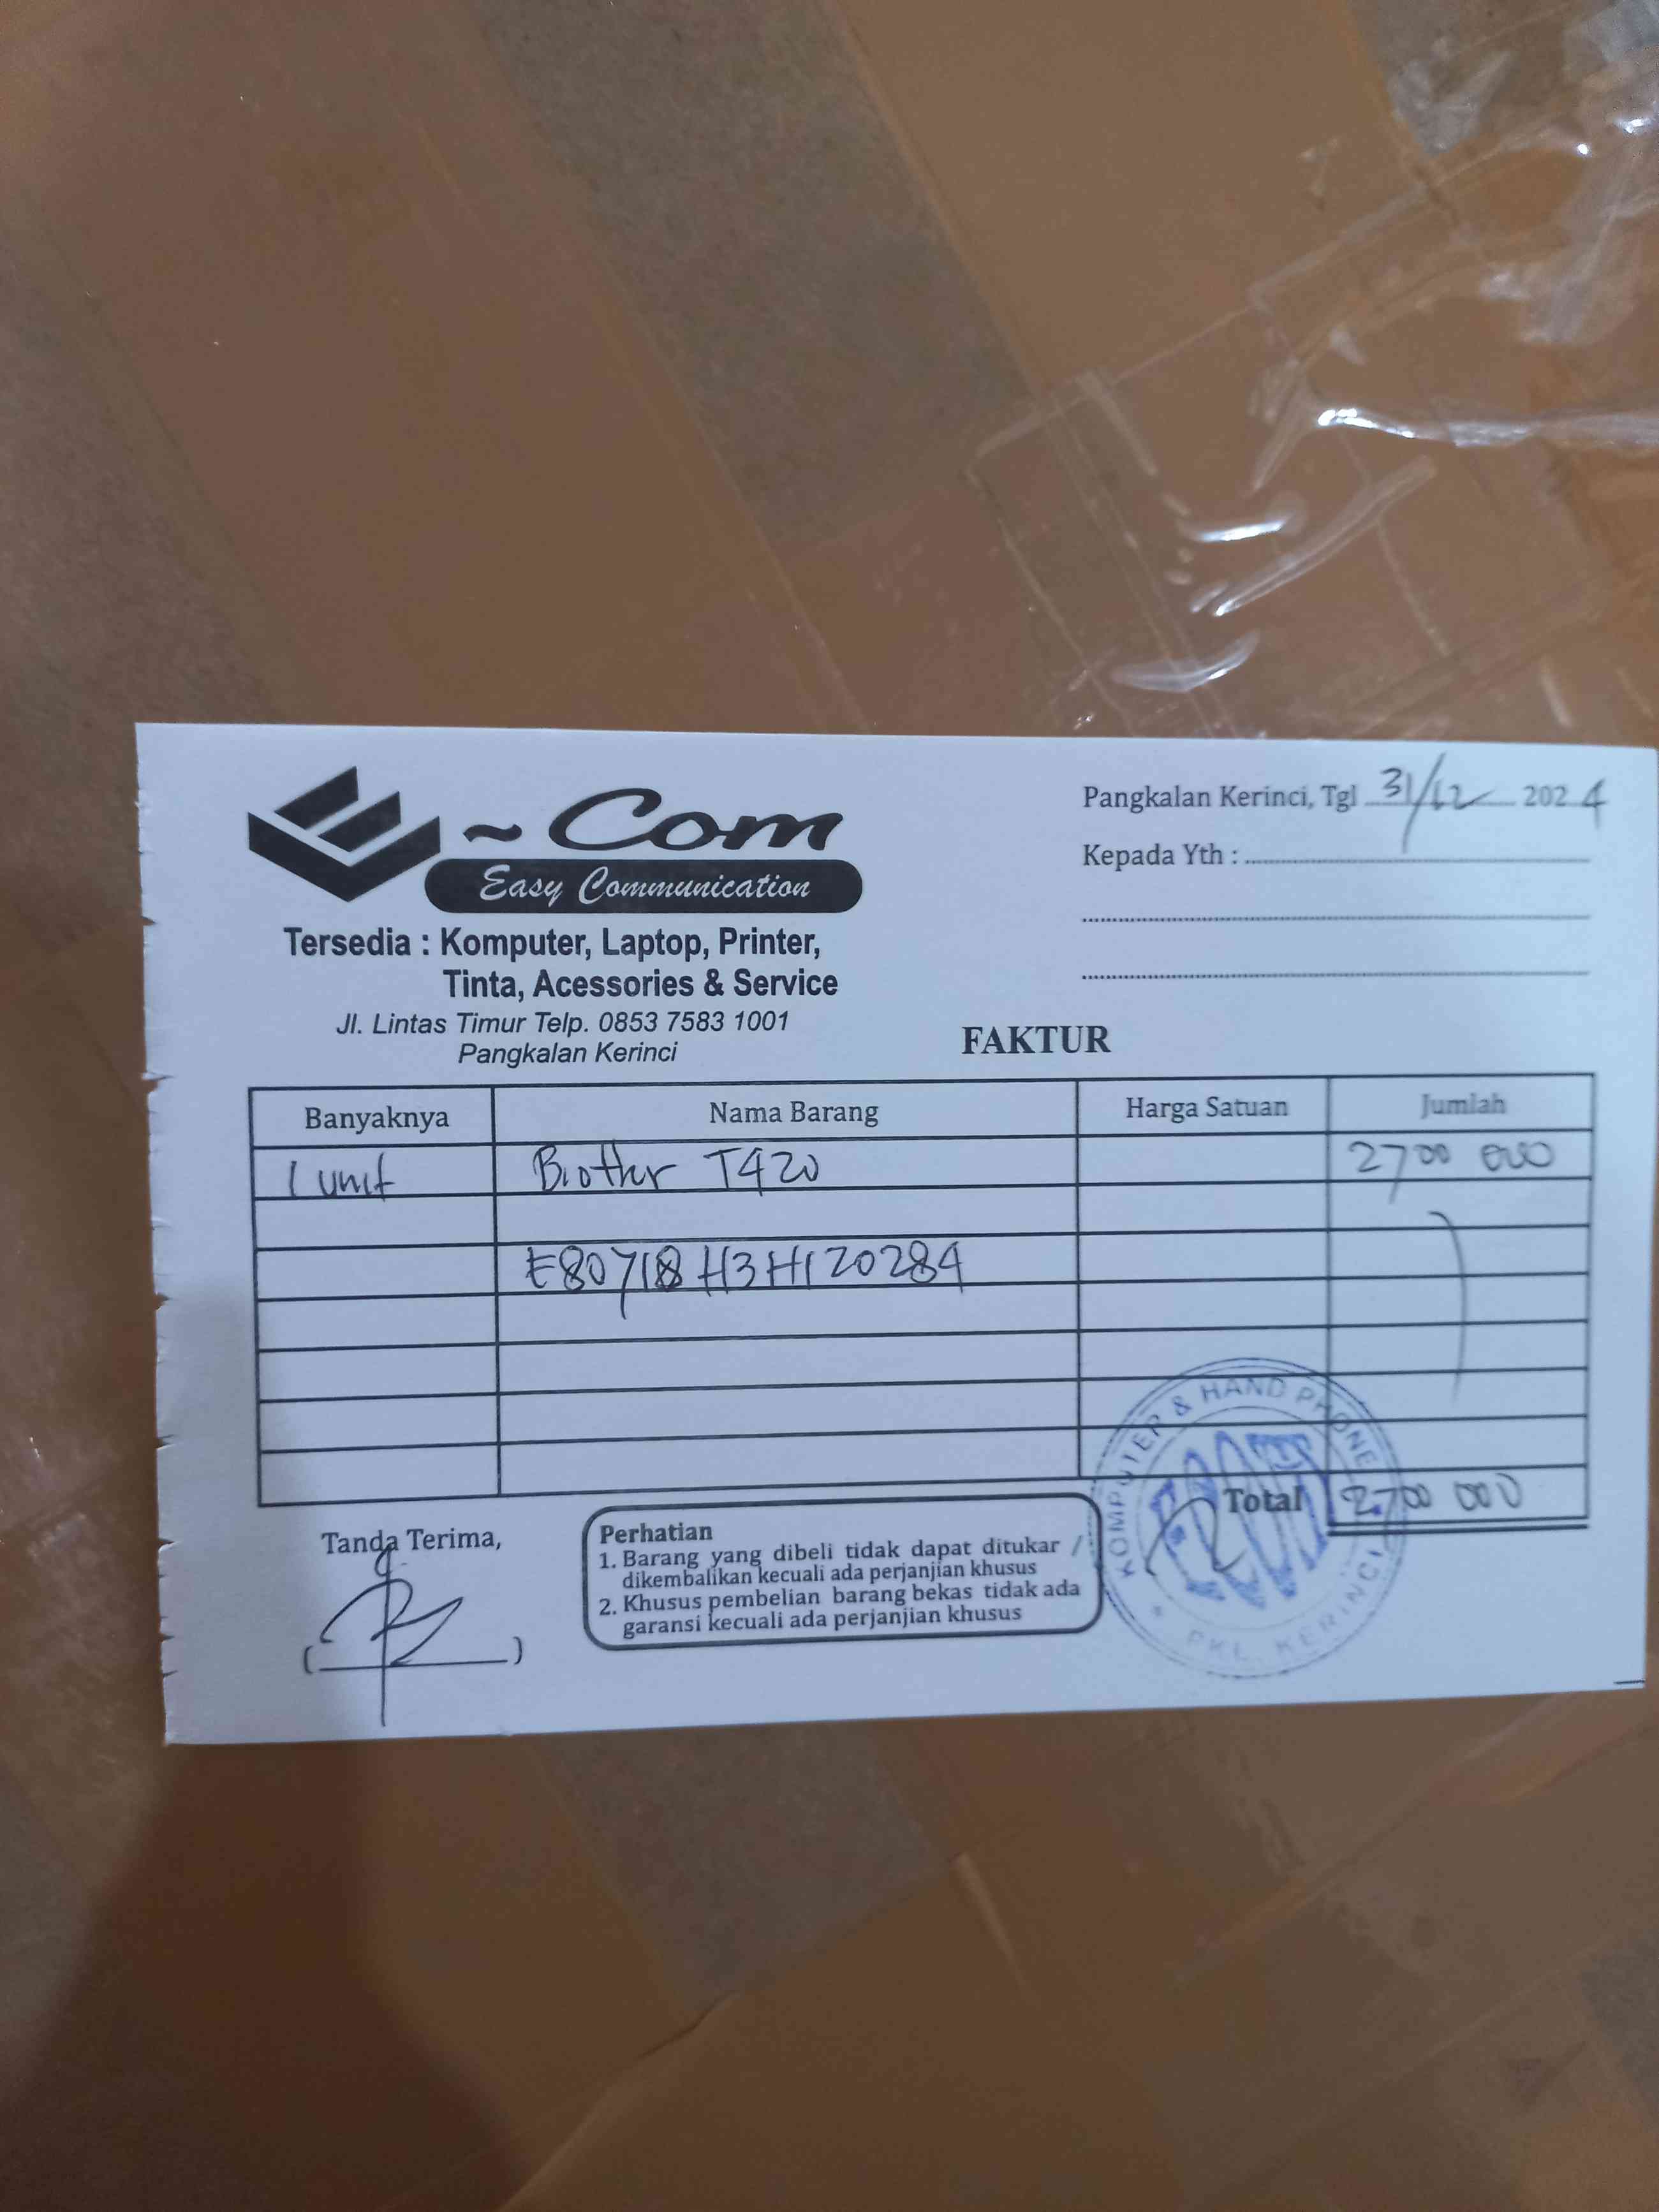 E~Com
Easy Communication
Tersedia : Komputer, Laptop, Printer,
Tinta, Acessories & Service
Jl. Lintas Timur Telp. 0853 7583 1001
Pangkalan Kerinci
Pangkalan Kerinci, Tgl 31/12 2024
Kepada Yth :
FAKTUR
Banyaknya Nama Barang Harga Satuan Jumlah
1 unit Brother T420 2700 000
E80718H3H120284
Total 2.700 000
Tanda Terima,
Perhatian
1. Barang yang dibeli tidak dapat ditukar /
dikembalikan kecuali ada perjanjian khusus
2. Khusus pembelian barang bekas tidak ada
garansi kecuali ada perjanjian khusus
KOMPUTER & HAND PHONE
PKL. KERINCI